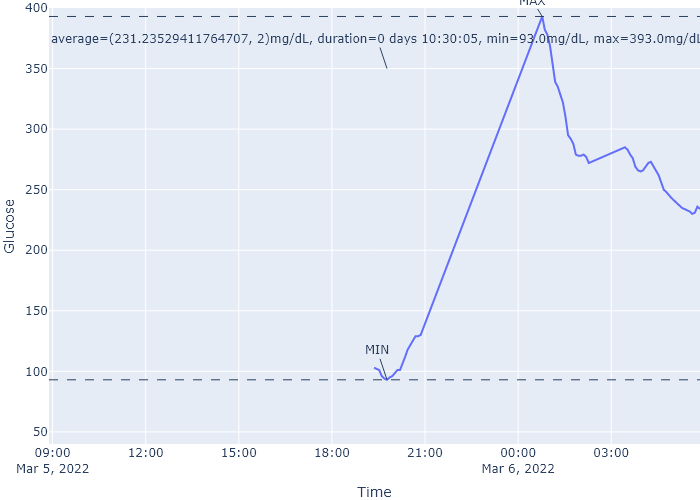 MAX
400
average=(231.23529411764707, 2)mg/dL, duration=0 days 10:30:05, min=93.0mg/dL, max=393.0mg/dL
350
300
250
200
150
100
50
Glucose
MIN
09:00 12:00 15:00 18:00 21:00 00:00 03:00
Mar 5, 2022 Mar 6, 2022
Time